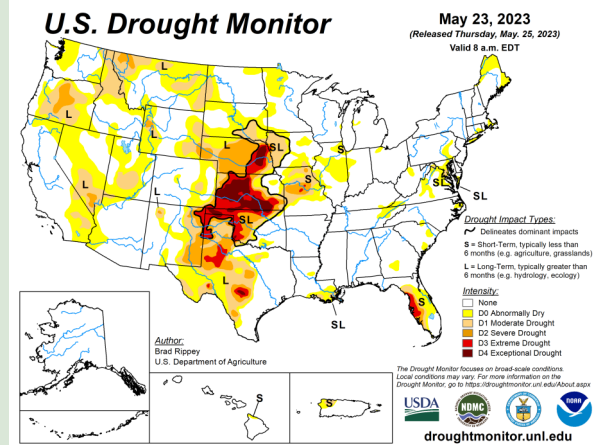 U.S. Drought Monitor
May 23, 2023
(Released Thursday, May. 25, 2023)
Valid 8 a.m. EDT
L
L
L
SL
S
L
S
L
L
SL
SL
SL
SL
S
S
S
Drought Impact Types:
Delineates dominant impacts
S = Short-Term, typically less than
6 months (e.g. agriculture, grasslands)
L = Long-Term, typically greater than
6 months (e.g. hydrology, ecology)
Intensity:
None
D0 Abnormally Dry
D1 Moderate Drought
D2 Severe Drought
D3 Extreme Drought
D4 Exceptional Drought
Author:
Brad Rippey
U.S. Department of Agriculture
The Drought Monitor focuses on broad-scale conditions.
Local conditions may vary. For more information on the
Drought Monitor, go to https://droughtmonitor.unl.edu/About.aspx
USDA
NDMC
NOAA
droughtmonitor.unl.edu